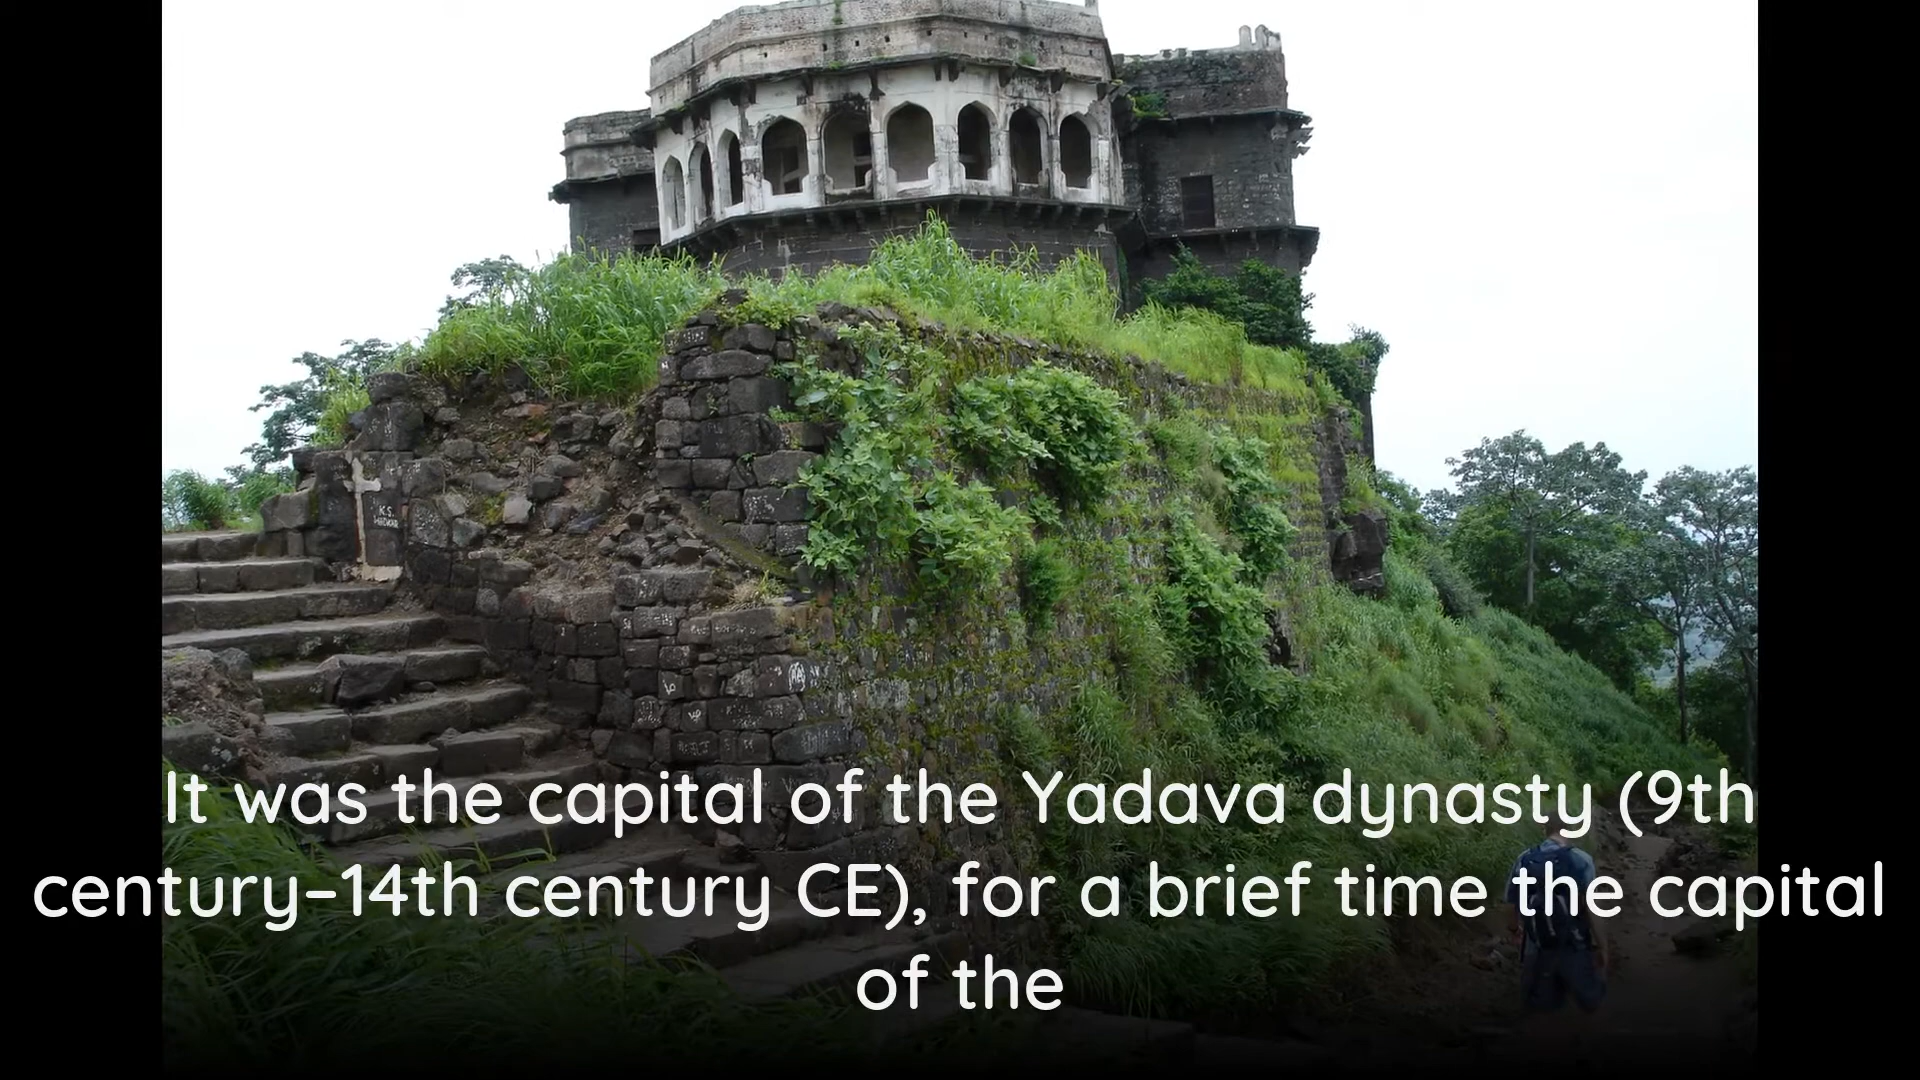 K.S.
It was the capital of the Yadava dynasty (9th
century–14th century CE), for a brief time the capital
of the